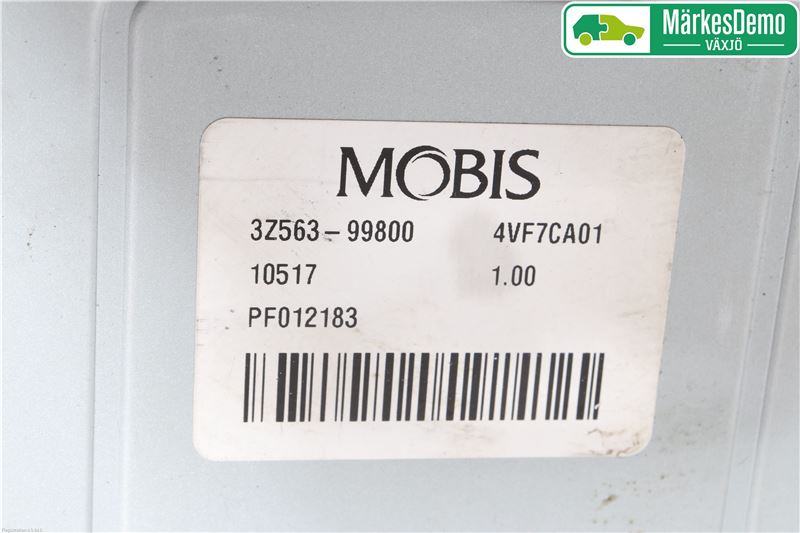 MärkesDemo
VÄXJÖ
MOBIS
3Z563-99800 4VF7CA01
10517 1.00
PF012183